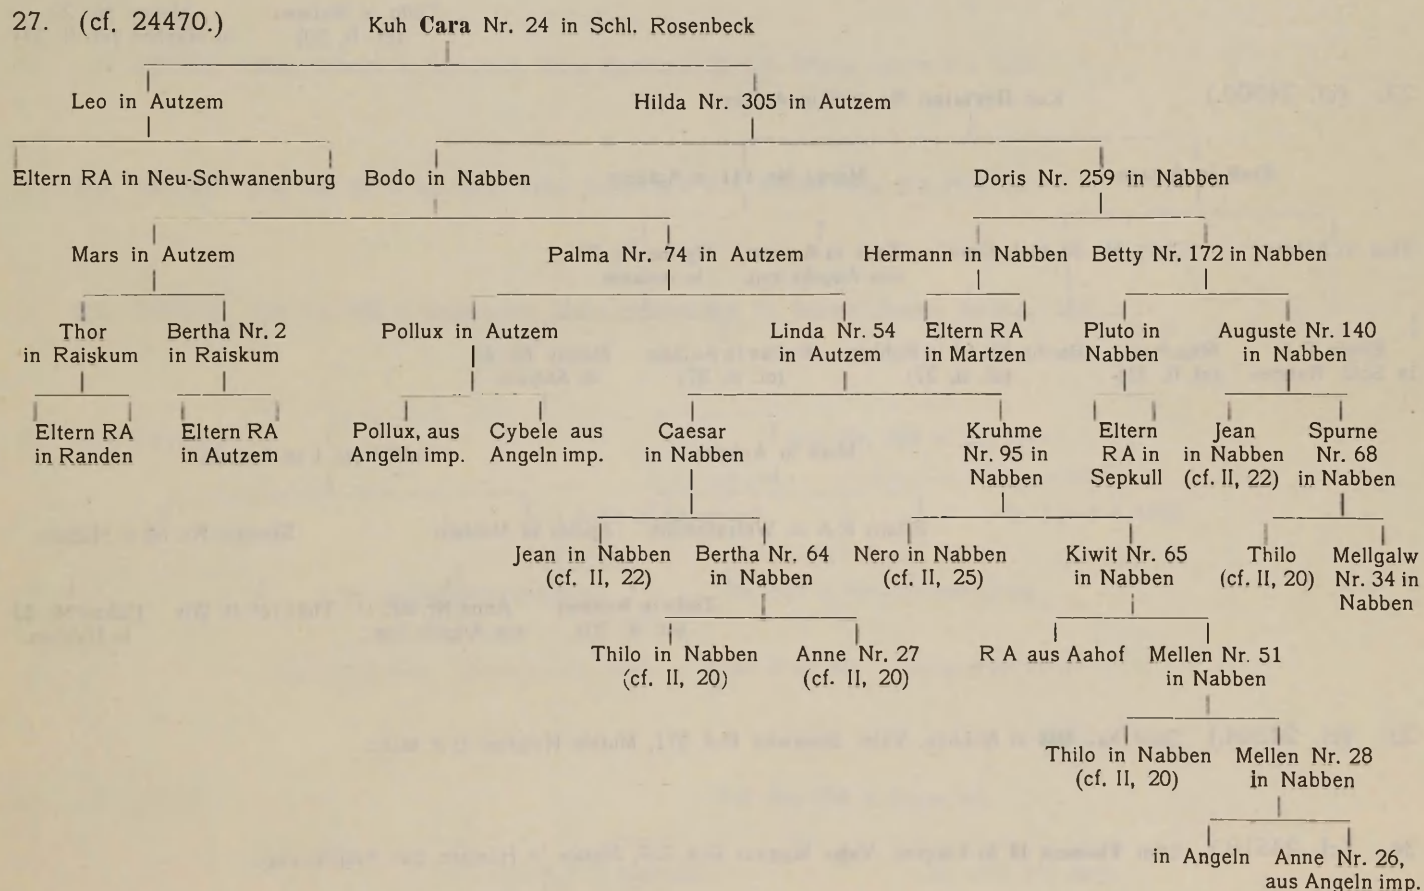 27. (cf. 24470.) Kuh Cara Nr. 24 in Schl. Rosenbeck
Leo in Autzem Hilda Nr. 305 in Autzem
Eltern RA in Neu-Schwanenburg Bodo in Nabben Doris Nr. 259 in Nabben
Mars in Autzem Palma Nr. 74 in Autzem Hermann in Nabben Betty Nr. 172 in Nabben
Thor Bertha Nr. 2 Pollux in Autzem Linda Nr. 54 Eltern RA Pluto in Auguste Nr. 140
in Raiskum in Raiskum in Autzem in Martzen Nabben in Nabben
Eltern RA Eltern RA Pollux, aus Cybele aus Caesar Kruhme Eltern Jean Spurne
in Randen in Autzem Angeln imp. Angeln imp. in Nabben Nr. 95 in RA in in Nabben Nr. 68
Nabben Sepkull (cf. II, 22) in Nabben
Jean in Nabben Bertha Nr. 64 Nero in Nabben Kiwit Nr. 65 Thilo Mellgalw
(cf. II, 22) in Nabben (cf. II, 25) in Nabben (cf. II, 20) Nr. 34 in
Nabben
Thilo in Nabben Anne Nr. 27 R A aus Aahof Mellen Nr. 51
(cf. II, 20) (cf. II, 20) in Nabben
Thilo in Nabben Mellen Nr. 28
(cf. II, 20) in Nabben
in Angeln Anne Nr. 26,
aus Angeln imp.